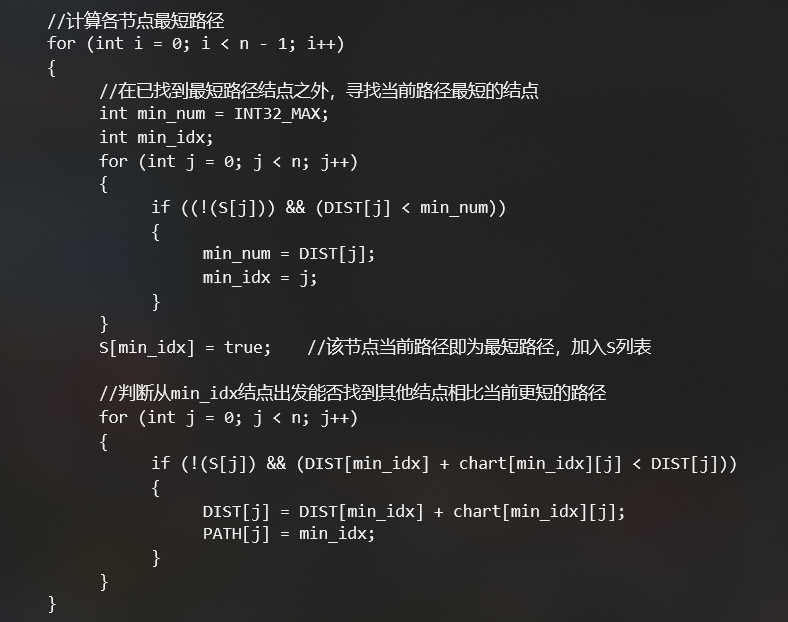 //计算各节点最短路径
for (int i = 0; i < n - 1; i++)
{
//在已找到最短路径结点之外，寻找当前路径最短的结点
int min_num = INT32_MAX;
int min_idx;
for (int j = 0; j < n; j++)
{
if ((!(S[j])) && (DIST[j] < min_num))
{
min_num = DIST[j];
min_idx = j;
}
}
S[min_idx] = true; //该节点当前路径即为最短路径，加入S列表
//判断从min_idx结点出发能否找到其他结点相比当前更短的路径
for (int j = 0; j < n; j++)
{
if (!(S[j]) && (DIST[min_idx] + chart[min_idx][j] < DIST[j]))
{
DIST[j] = DIST[min_idx] + chart[min_idx][j];
PATH[j] = min_idx;
}
}
}